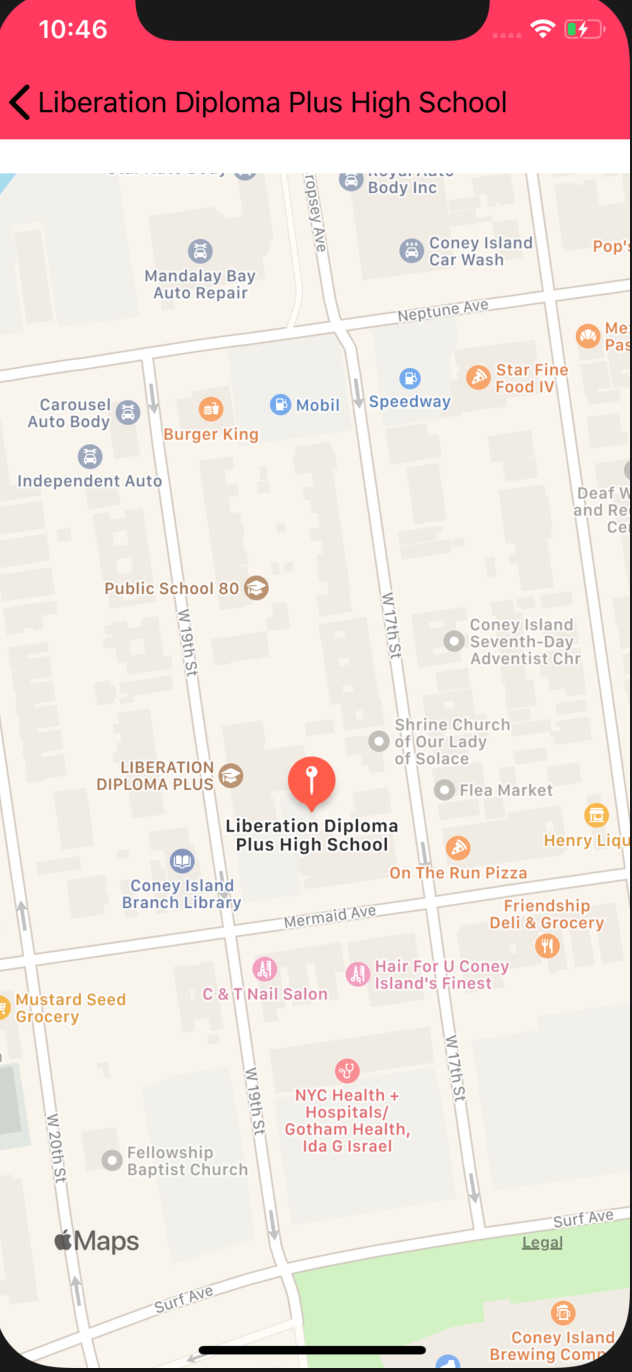 10:46
Liberation Diploma Plus High School
Body Inc
Coney Island
Car Wash
Pop's
Mandalay Bay
Auto Repair
Neptune Ave
Star Fine
Food IV
Carousel
Auto Body
Burger King
Mobil
Speedway
Independent Auto
Deaf
and
Public School 80
W 19th St
W 17th St
Coney Island
Seventh-Day
Adventist Chr
Shrine Church
of Our Lady
of Solace
LIBERATION
DIPLOMA PLUS
Flea Market
Liberation Diploma
Plus High School
Henry
On The Run Pizza
Coney Island
Branch Library
Mermaid Ave
Friendship
Deli & Grocery
C & T Nail Salon
Hair For U Coney
Island's Finest
Mustard Seed
Grocery
W 19th St
W 17th St
NYC Health +
Hospitals/
Gotham Health,
Ida G Israel
W 20th St
Fellowship
Baptist Church
Maps
Surf Ave
Legal
Surf Ave
Coney Island
Brewing